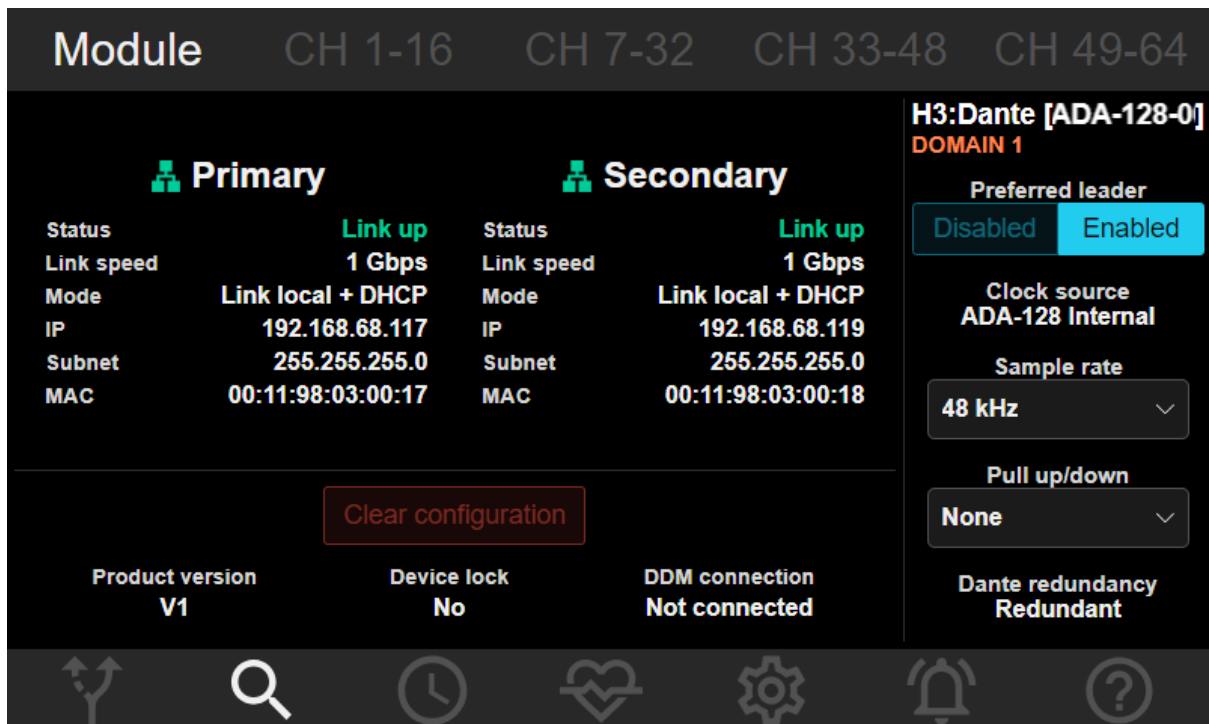 Module CH 1-16 CH 7-32 CH 33-48 CH 49-64
H3:Dante [ADA-128-0]
DOMAIN 1
Primary
Status Link up
Link speed 1 Gbps
Mode Link local + DHCP
IP 192.168.68.117
Subnet 255.255.255.0
MAC 00:11:98:03:00:17
Secondary
Status Link up
Link speed 1 Gbps
Mode Link local + DHCP
IP 192.168.68.119
Subnet 255.255.255.0
MAC 00:11:98:03:00:18
Clear configuration
Product version
V1
Device lock
No
DDM connection
Not connected
Preferred leader
Disabled Enabled
Clock source
ADA-128 Internal
Sample rate
48 kHz
Pull up/down
None
Dante redundancy
Redundant